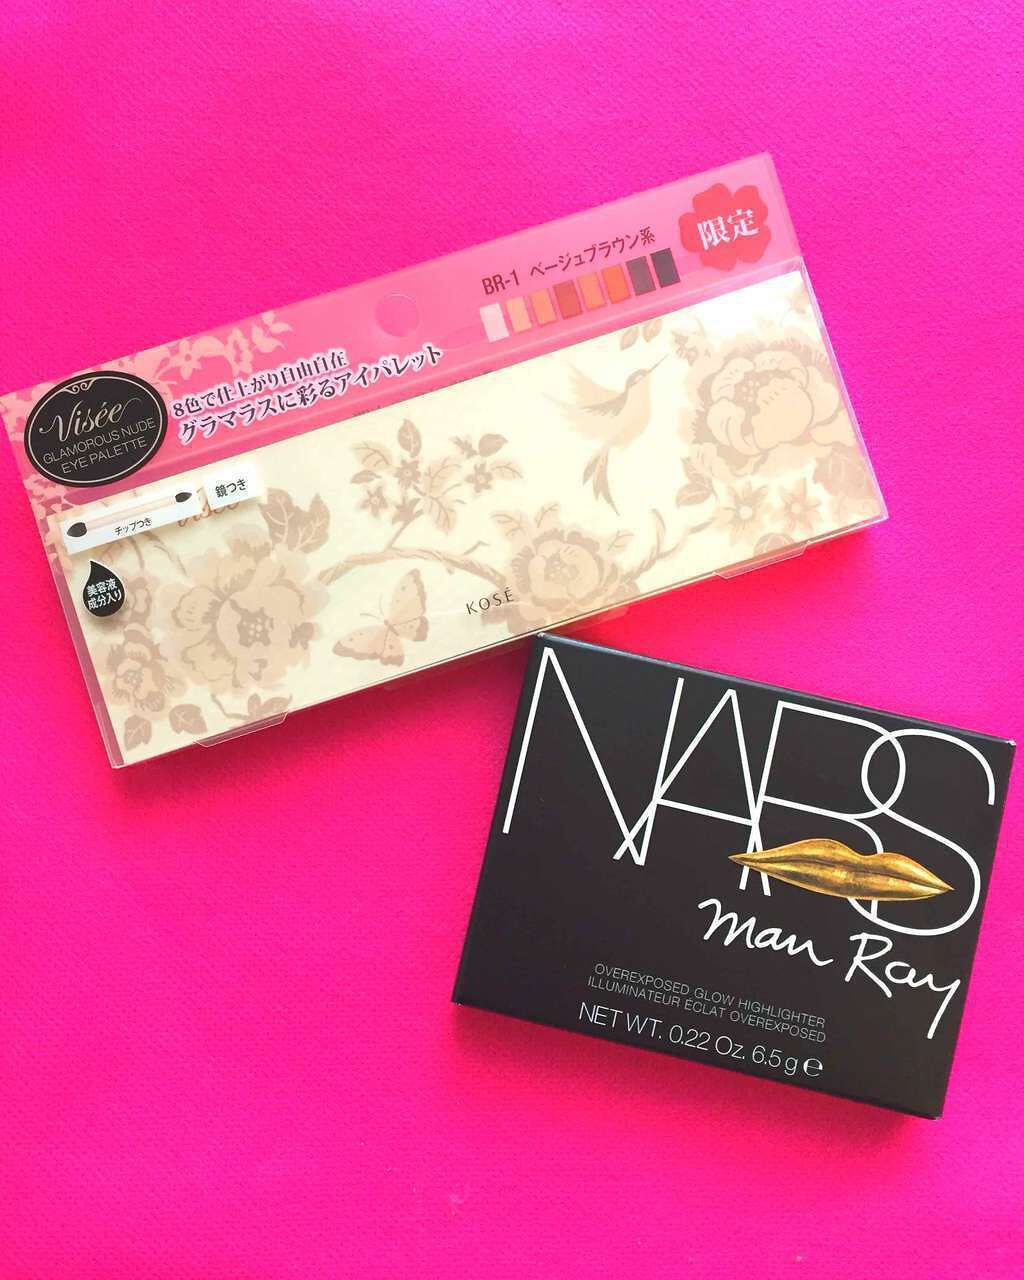 限定
BR-1 ベージュブラウン系
Visée
GLAMOROUS NUDE
EYE PALETTE
8色で仕上がり自由自在
グラマラスに彩るアイパレット
鏡つき
チップつき
Visée
美容液
成分入り
KOSÉ
NARS
Man Ray
OVEREXPOSED GLOW HIGHLIGHTER
ILLUMINATEUR ÉCLAT OVEREXPOSED
NET WT. 0.22 Oz. 6.5 g ℮